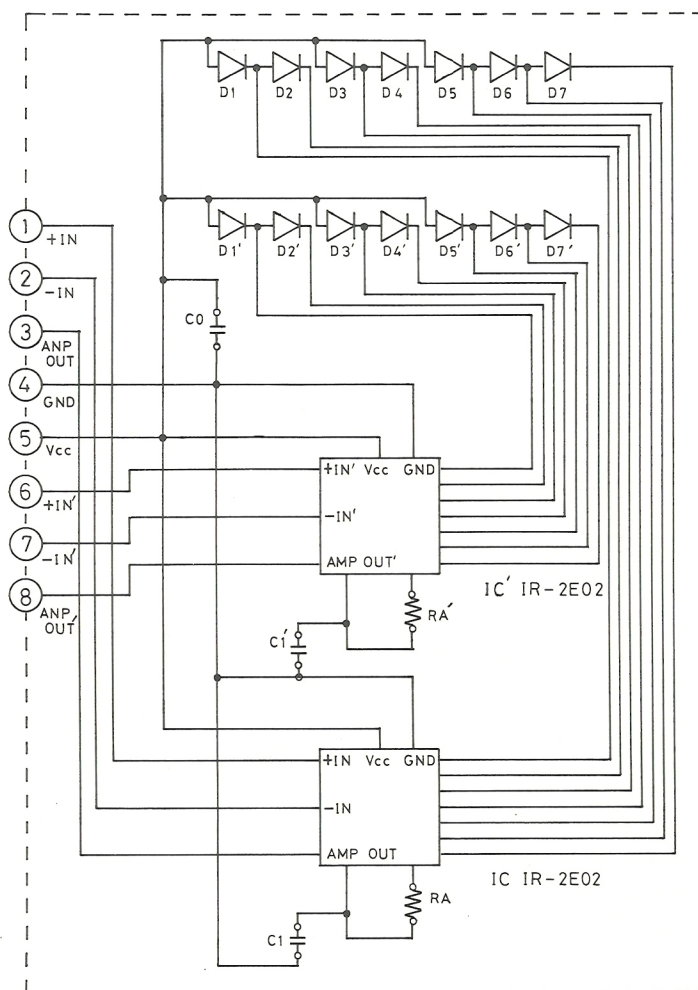 D1 D2 D3 D4 D5 D6 D7
1
+IN
D1′ D2′ D3′ D4′ D5′ D6′ D7′
2
-IN
C0
3
ANP
OUT
4
GND
5
Vcc
6
+IN′
+IN′ Vcc GND
7
-IN′
-IN′
AMP OUT′
8
ANP
OUT′
IC′ IR-2E02
RA′
C1′
+IN Vcc GND
-IN
AMP OUT
IC IR-2E02
RA
C1